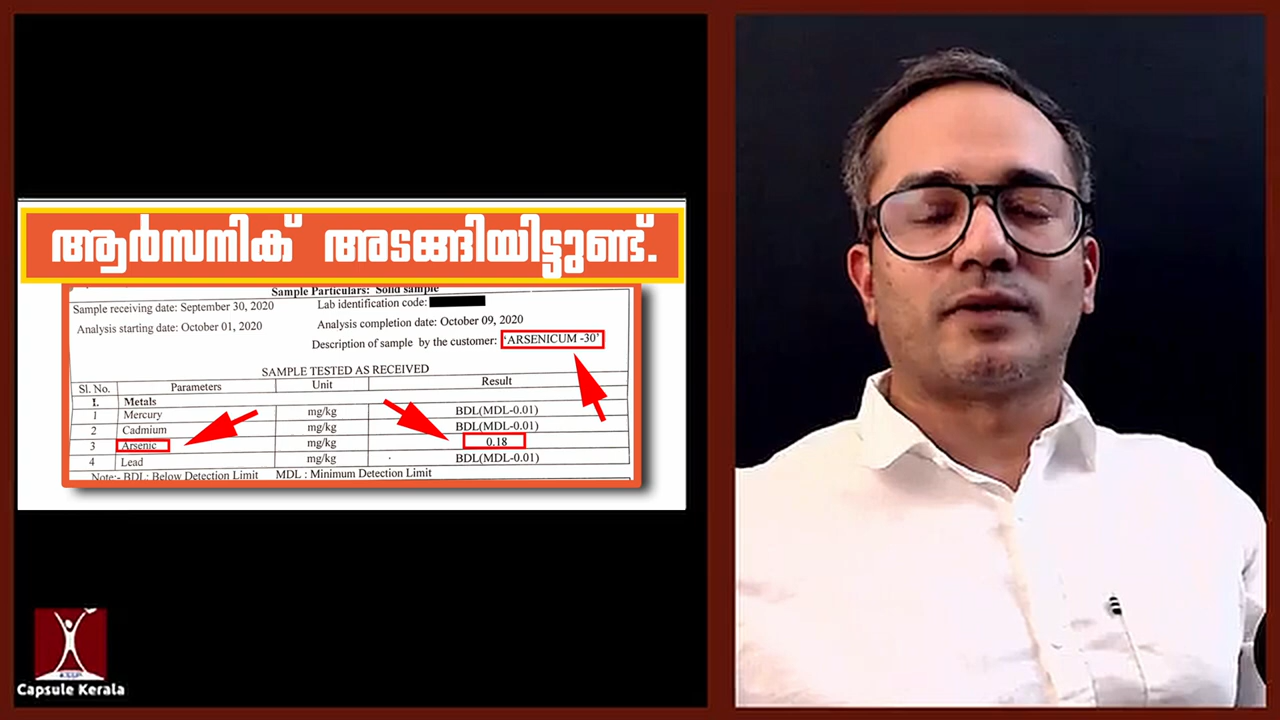 ആർസനിക് അടങ്ങിയിട്ടുണ്ട്.
Sample Particulars: Solid sample
Sample receiving date: September 30, 2020 Lab identification code:
Analysis starting date: October 01, 2020 Analysis completion date: October 09, 2020
Description of sample by the customer: 'ARSENICUM -30'
SAMPLE TESTED AS RECEIVED
Sl. No. Parameters Unit Result
1. Metals
1 Mercury mg/kg BDL(MDL-0.01)
2 Cadmium mg/kg BDL(MDL-0.01)
3 Arsenic mg/kg 0.18
4 Lead mg/kg BDL(MDL-0.01)
Note:- BDL : Below Detection Limit MDL : Minimum Detection Limit
Capsule Kerala